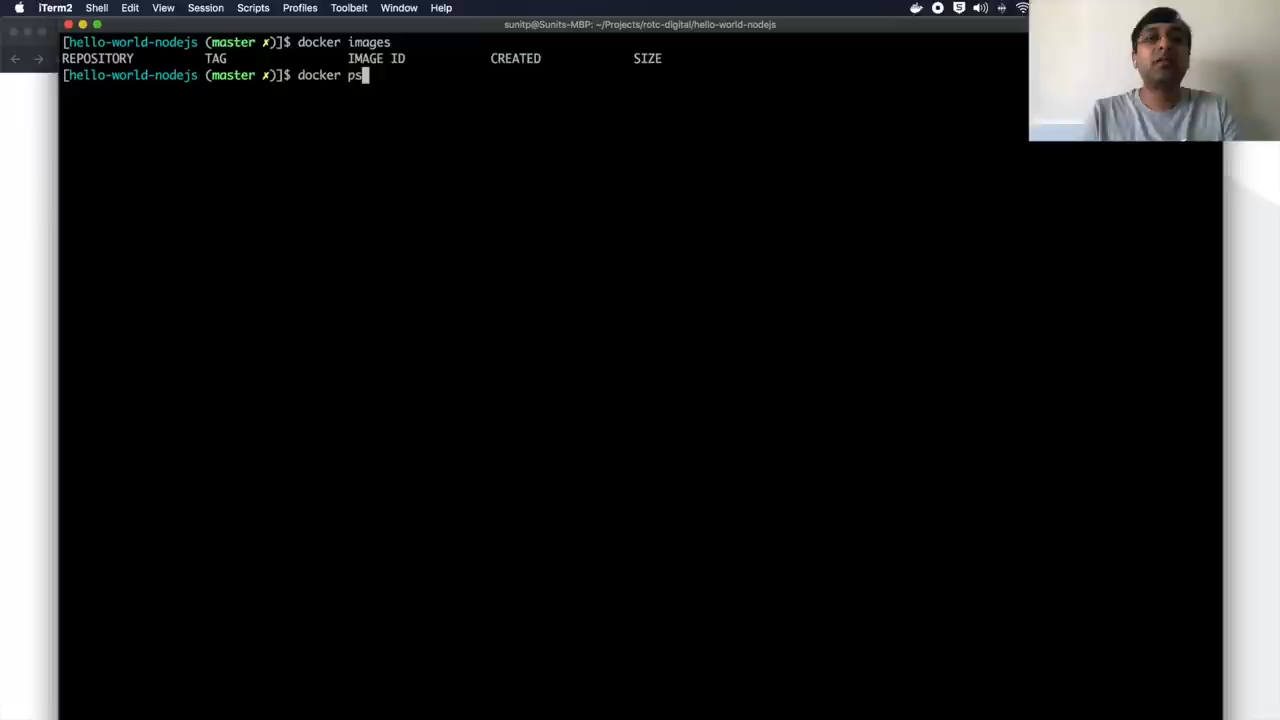 iTerm2 Shell Edit View Session Scripts Profiles Toolbelt Window Help
sunitp@Sunits-MBP: ~/Projects/rotc-digital/hello-world-nodejs
[hello-world-nodejs (master ✗)]$ docker images
REPOSITORY TAG IMAGE ID CREATED SIZE
[hello-world-nodejs (master ✗)]$ docker ps